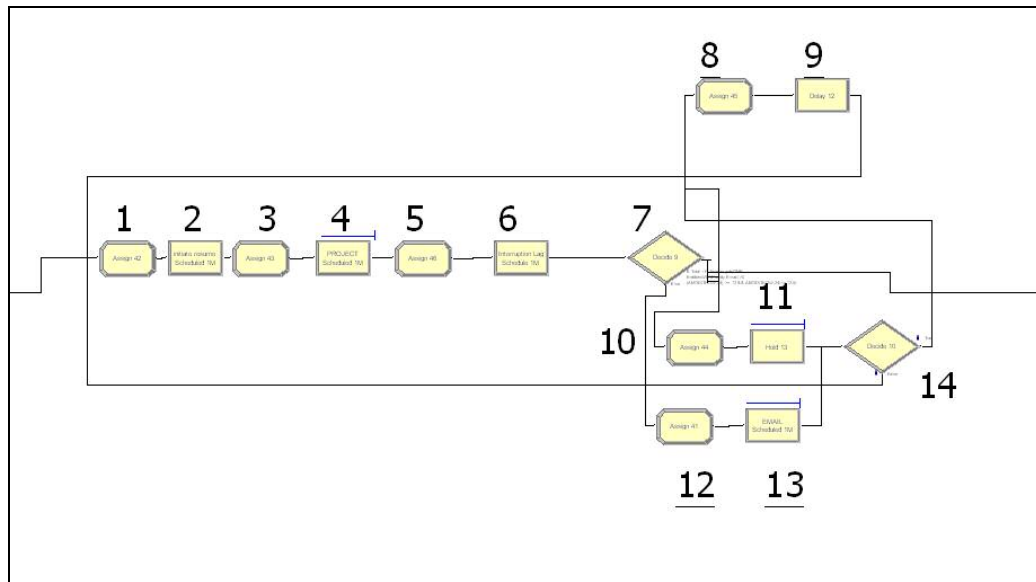 8
9
Assign 45
Delay 12
1
2
3
4
5
6
7
Assign 42
Scheduled 1M
Assign 43
PROJECT
Scheduled 1M
Assign 46
Interruption Lag
Schedule 1M
Decide 9
11
10
Assign 44
Hold 13
Decide 10
14
Assign 41
EMAIL
Scheduled 1M
12
13